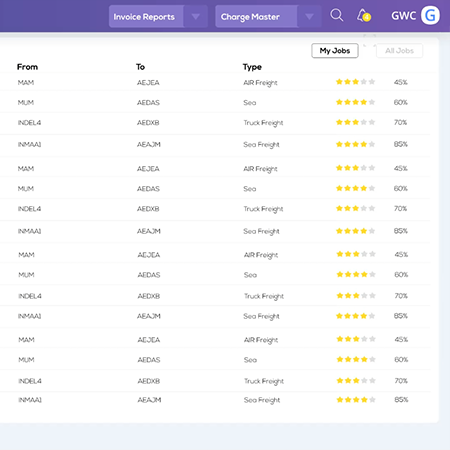 Invoice Reports Charge Master 6 GWC G
My Jobs All Jobs
From To Type
MAM AEJEA AIR Freight 45%
MUM AEDAS Sea 60%
INDEL4 AEDXB Truck Freight 70%
INMAA1 AEAJM Sea Freight 85%
MAM AEJEA AIR Freight 45%
MUM AEDAS Sea 60%
INDEL4 AEDXB Truck Freight 70%
INMAA1 AEAJM Sea Freight 85%
MAM AEJEA AIR Freight 45%
MUM AEDAS Sea 60%
INDEL4 AEDXB Truck Freight 70%
INMAA1 AEAJM Sea Freight 85%
MAM AEJEA AIR Freight 45%
MUM AEDAS Sea 60%
INDEL4 AEDXB Truck Freight 70%
INMAA1 AEAJM Sea Freight 85%